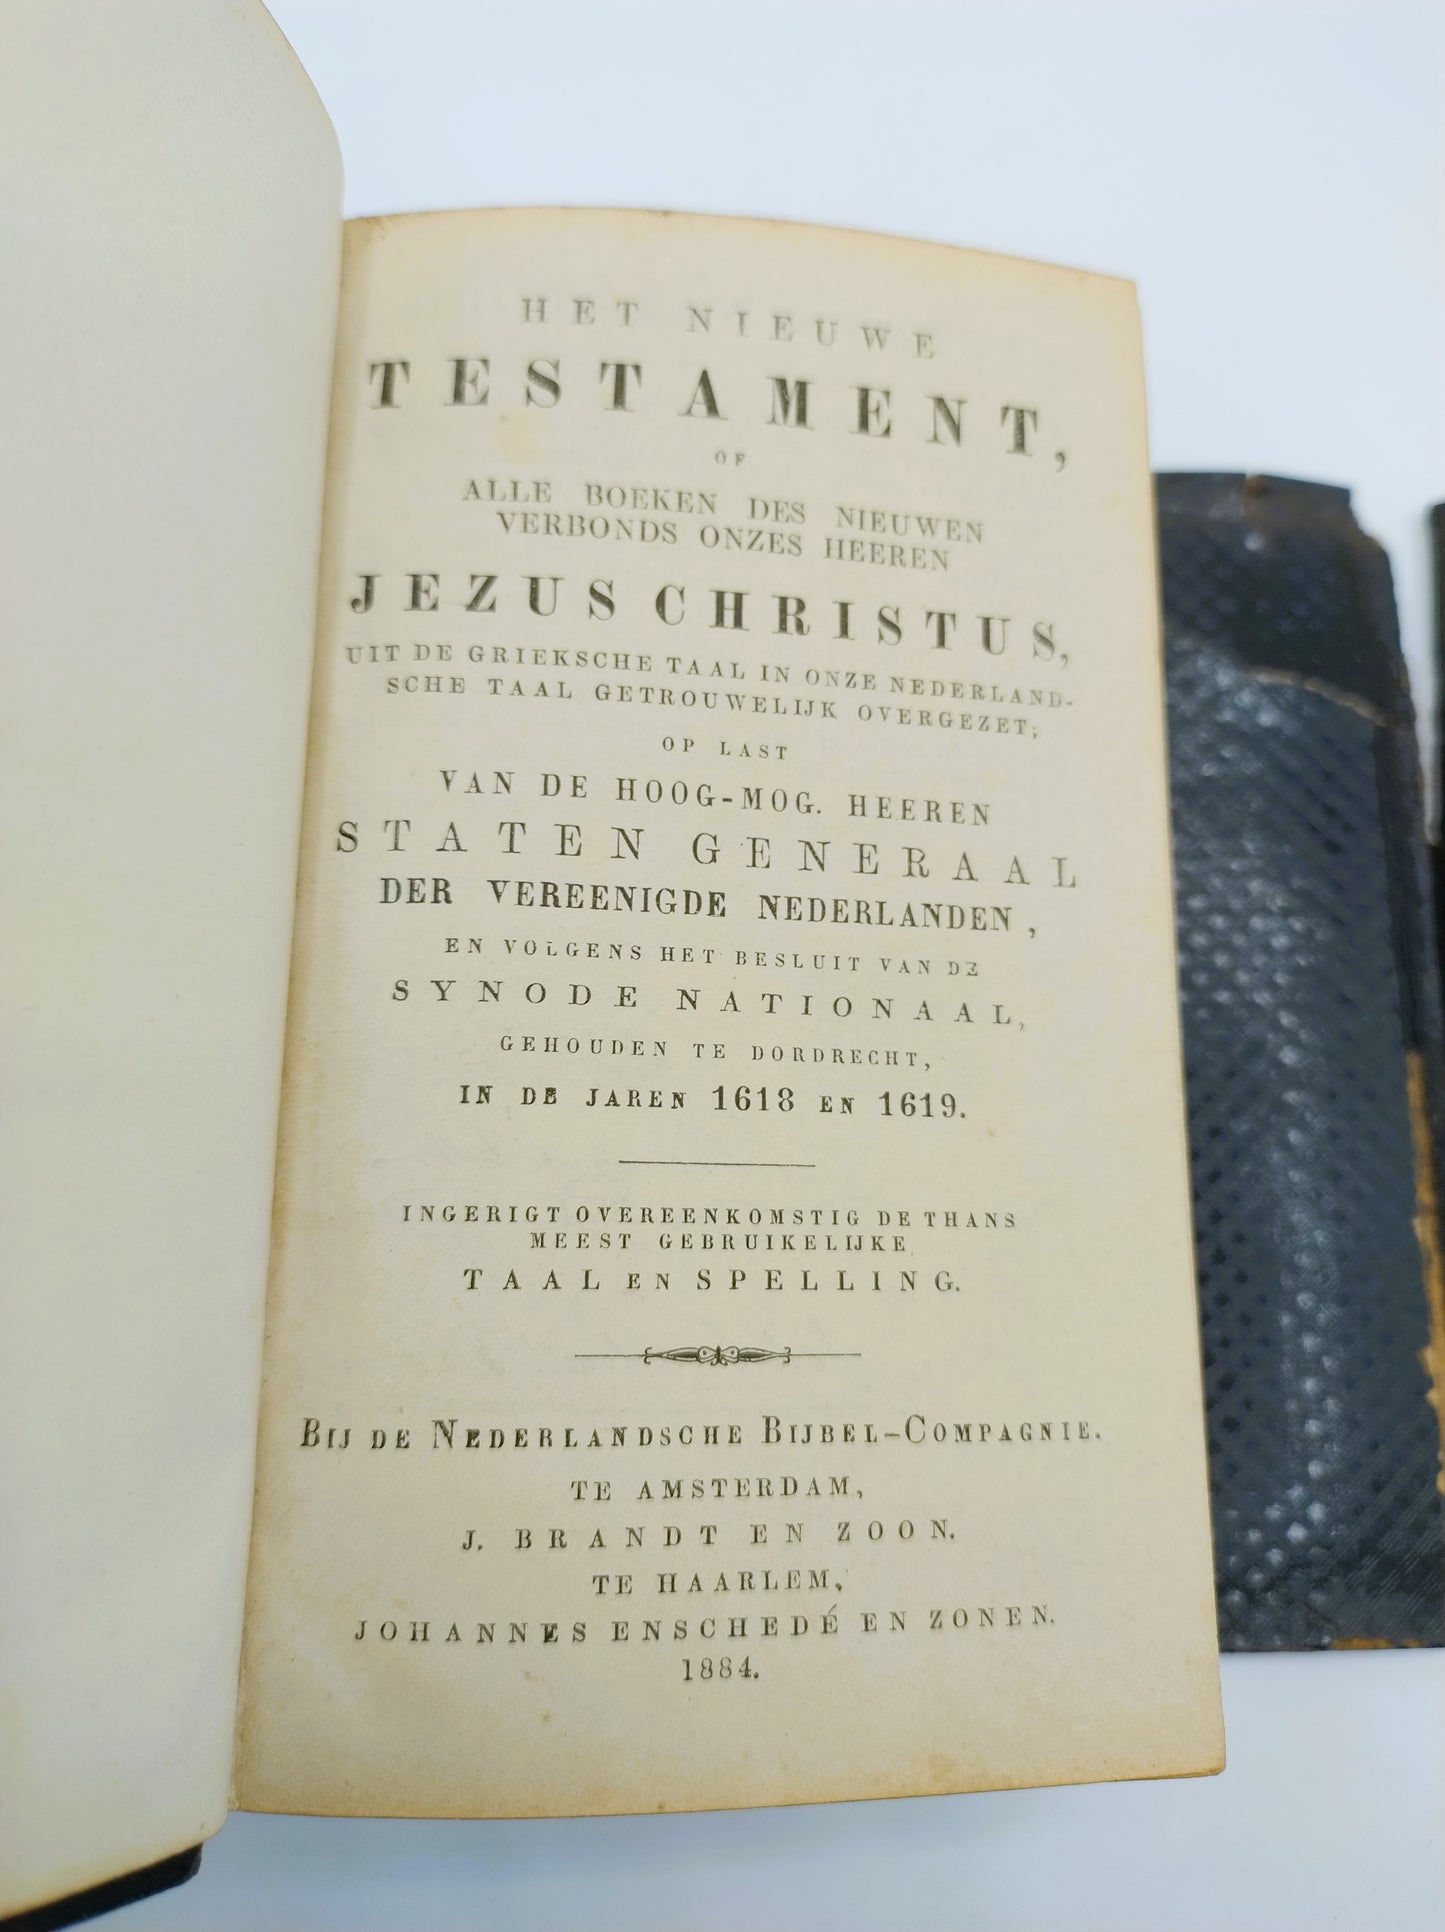 HET NIEUWE
TESTAMENT,
OF
ALLE BOEKEN DES NIEUWEN
VERBONDS ONZES HEEREN
JEZUS CHRISTUS,
UIT DE GRIEKSCHE TAAL IN ONZE NEDERLAND-
SCHE TAAL GETROUWELIJK OVERGEZET;
OP LAST
VAN DE HOOG-MOG. HEEREN
STATEN GENERAAL
DER VEREENIGDE NEDERLANDEN,
EN VOLGENS HET BESLUIT VAN DE
SYNODE NATIONAAL,
GEHOUDEN TE DORDRECHT,
IN DE JAREN 1618 EN 1619.
INGERIGT OVEREENKOMSTIG DE THANS
MEEST GEBRUIKELIJKE
TAAL EN SPELLING.
BIJ DE NEDERLANDSCHE BIJBEL-COMPAGNIE.
TE AMSTERDAM,
J. BRANDT EN ZOON.
TE HAARLEM,
JOHANNES ENSCHEDÉ EN ZONEN.
1884.